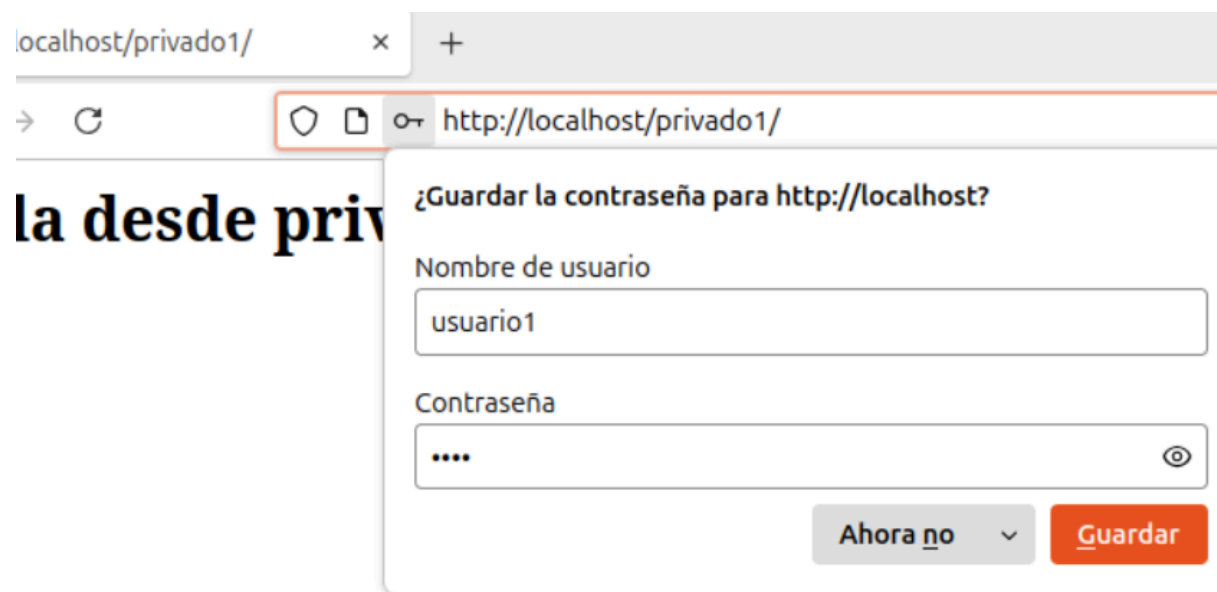 localhost/privado1/
http://localhost/privado1/
la desde priv
¿Guardar la contraseña para http://localhost?
Nombre de usuario
usuario1
Contraseña
••••
Ahora no
Guardar